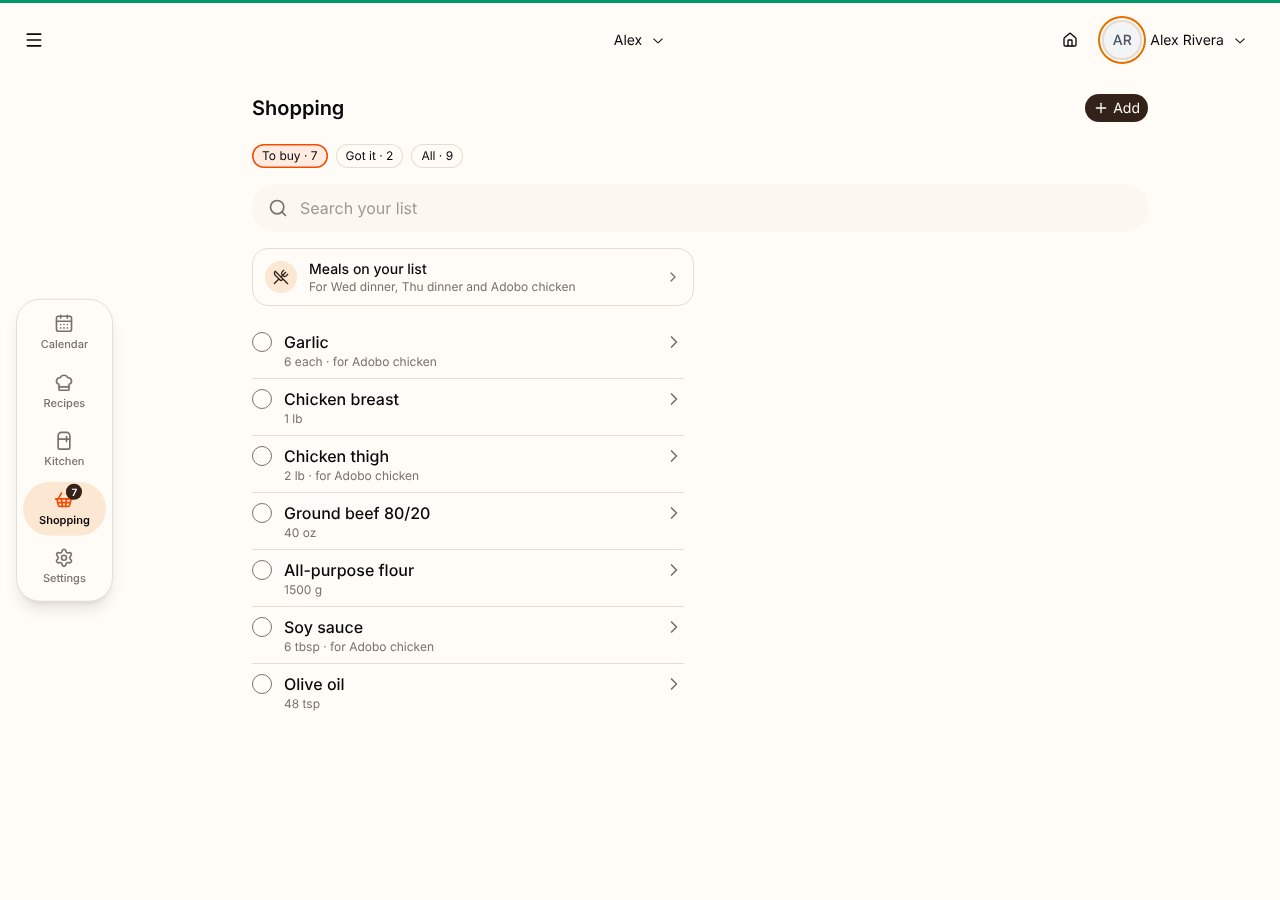 Alex
AR Alex Rivera
Shopping
+ Add
To buy · 7
Got it · 2
All · 9
Search your list
Meals on your list
For Wed dinner, Thu dinner and Adobo chicken
Calendar
Recipes
Kitchen
7
Shopping
Settings
Garlic
6 each · for Adobo chicken
Chicken breast
1 lb
Chicken thigh
2 lb · for Adobo chicken
Ground beef 80/20
40 oz
All-purpose flour
1500 g
Soy sauce
6 tbsp · for Adobo chicken
Olive oil
48 tsp